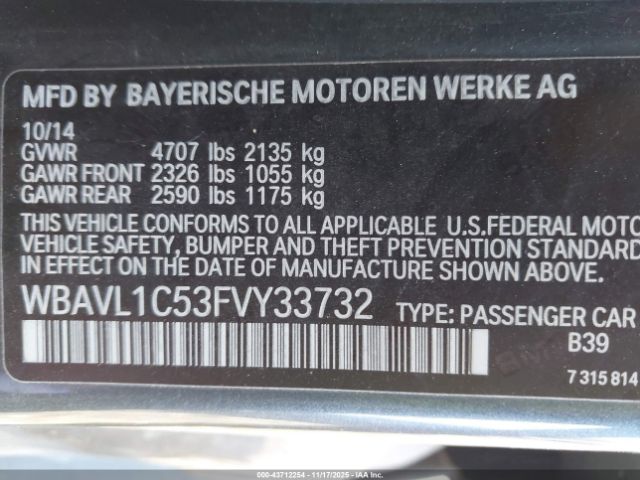 MFD BY BAYERISCHE MOTOREN WERKE AG
10/14
GVWR 4707 lbs 2135 kg
GAWR FRONT 2326 lbs 1055 kg
GAWR REAR 2590 lbs 1175 kg
THIS VEHICLE CONFORMS TO ALL APPLICABLE U.S.FEDERAL MOTO
VEHICLE SAFETY, BUMPER AND THEFT PREVENTION STANDAR
IN EFFECT ON THE DATE OF MANUFACTURE SHOWN ABOVE.
WBAVL1C53FVY33732 TYPE: PASSENGER CAR
B39
7 315 814
000-43712254 - 11/17/2025 - IAAI, Inc.